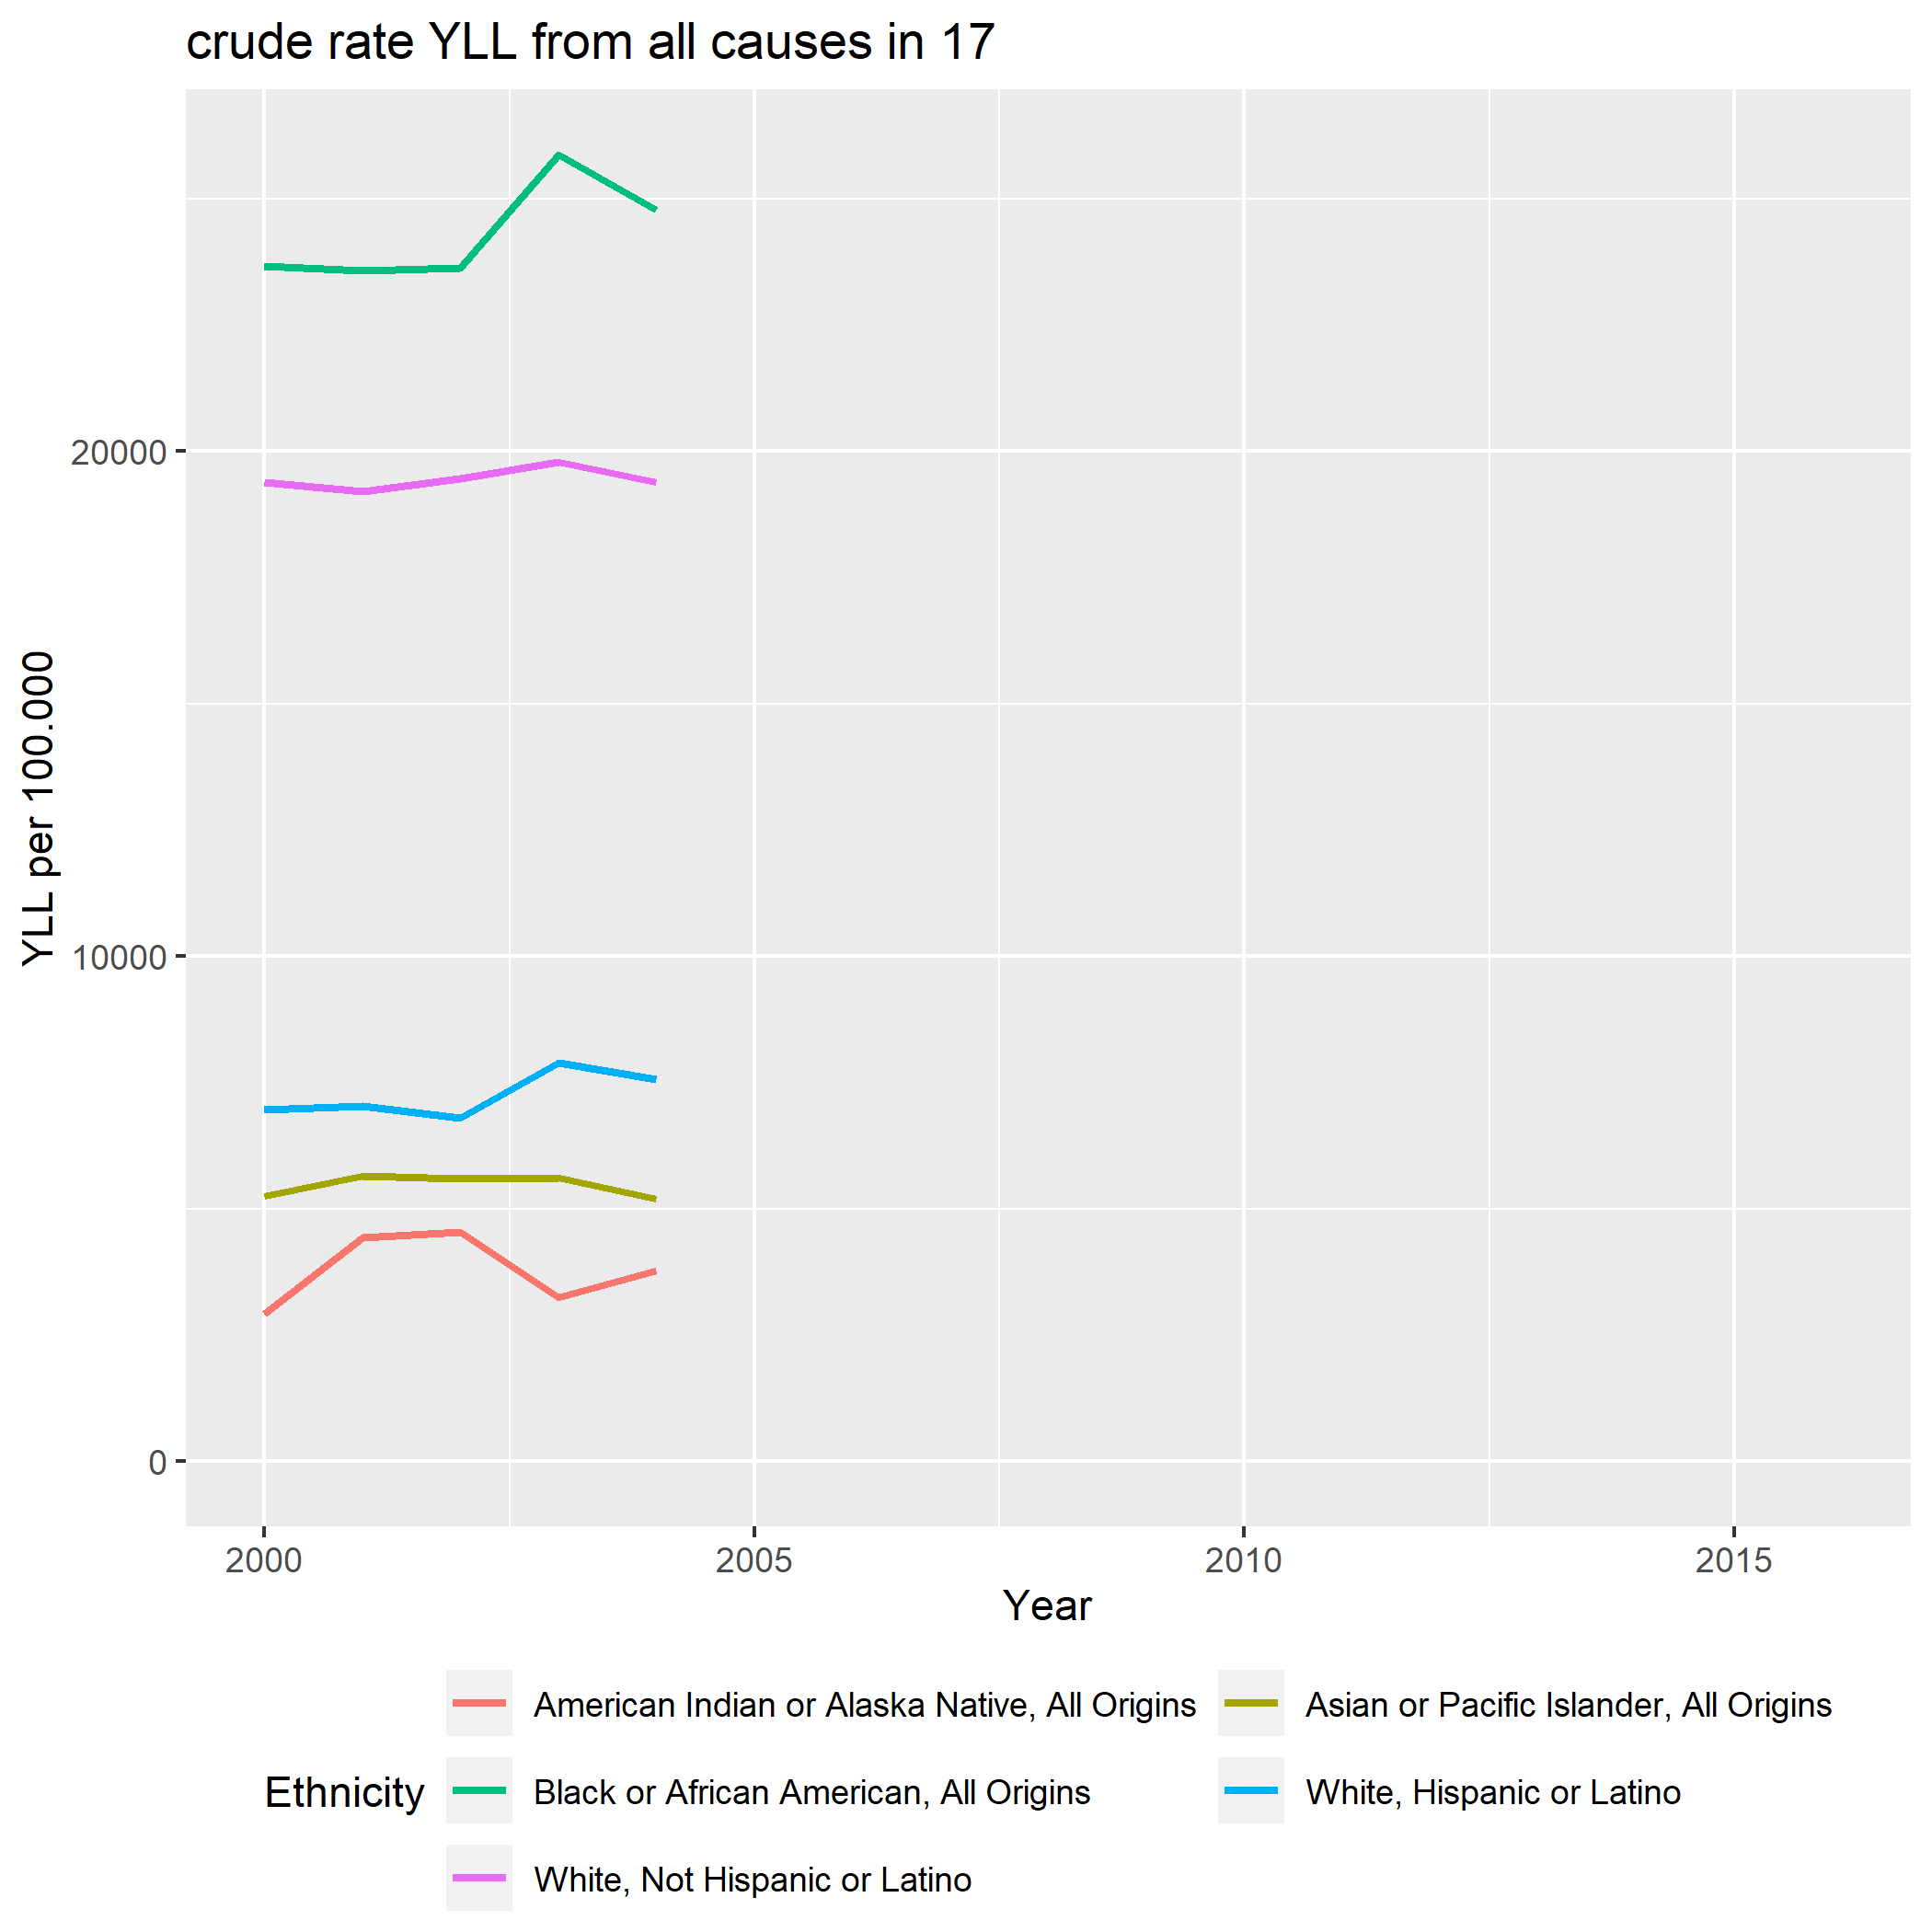 crude rate YLL from all causes in 17
YLL per 100.000
20000
10000
0
2000 2005 2010 2015
Year
Ethnicity
American Indian or Alaska Native, All Origins
Asian or Pacific Islander, All Origins
Black or African American, All Origins
White, Hispanic or Latino
White, Not Hispanic or Latino